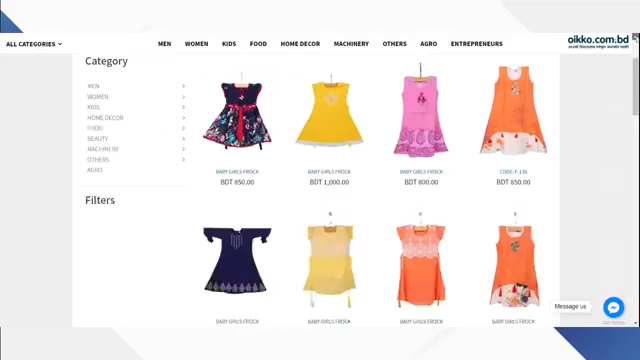 ALL CATEGORIES
MEN WOMEN KIDS FOOD HOME DECOR MACHINERY OTHERS AGRO ENTREPRENEURS
oikko.com.bd
Category
MEN
WOMEN
KIDS
HOME DECOR
FOOD
BEAUTY
MACHINERY
OTHERS
AGRO
Filters
BABY GIRLS FROCK
BDT 850.00
BABY GIRLS FROCK
BDT 1,000.00
BABY GIRLS FROCK
BDT 800.00
CODE: F-136
BDT 850.00
BABY GIRLS FROCK
BABY GIRLS FROCK
BABY GIRLS FROCK
BABY GIRLS FROCK
Message us